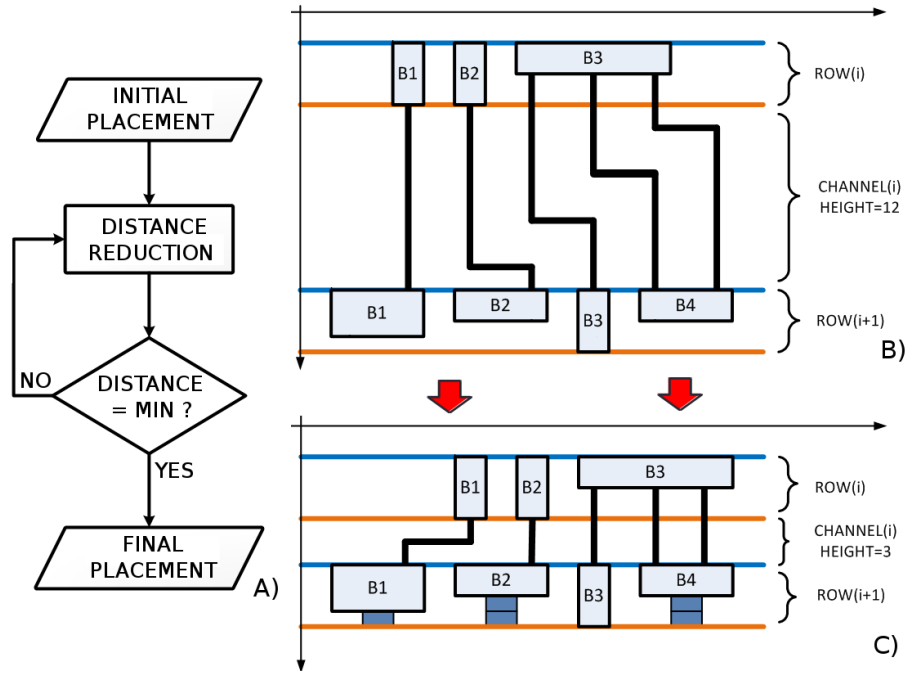 INITIAL
PLACEMENT
DISTANCE
REDUCTION
NO
DISTANCE
= MIN ?
YES
FINAL
PLACEMENT
A)
B1
B2
B3
ROW(i)
CHANNEL(i)
HEIGHT=12
B1
B2
B3
B4
ROW(i+1)
B)
B1
B2
B3
ROW(i)
CHANNEL(i)
HEIGHT=3
B1
B2
B3
B4
ROW(i+1)
C)